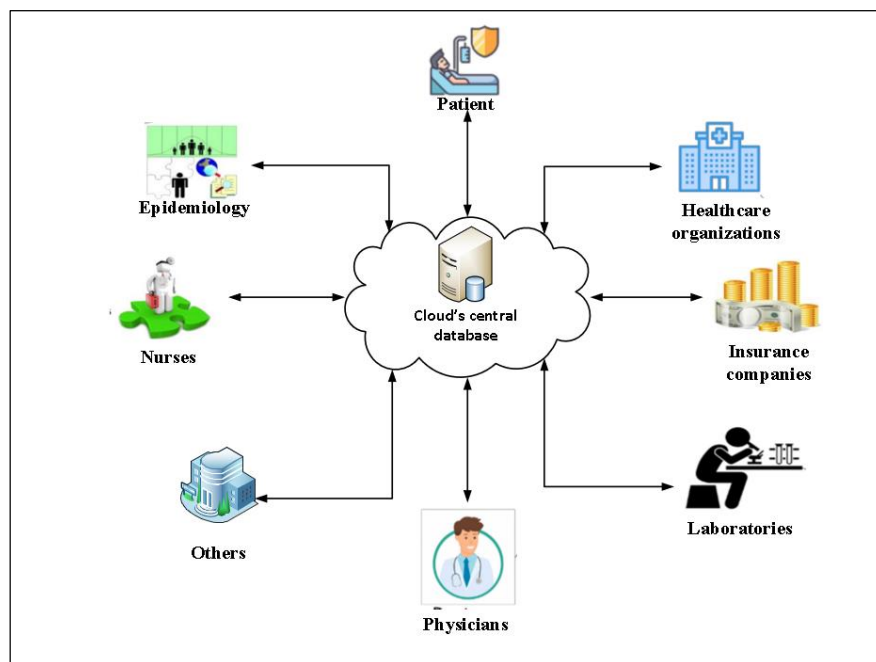 Patient
Epidemiology
Healthcare
organizations
Cloud's central
database
Nurses
Insurance
companies
Others
Laboratories
Physicians